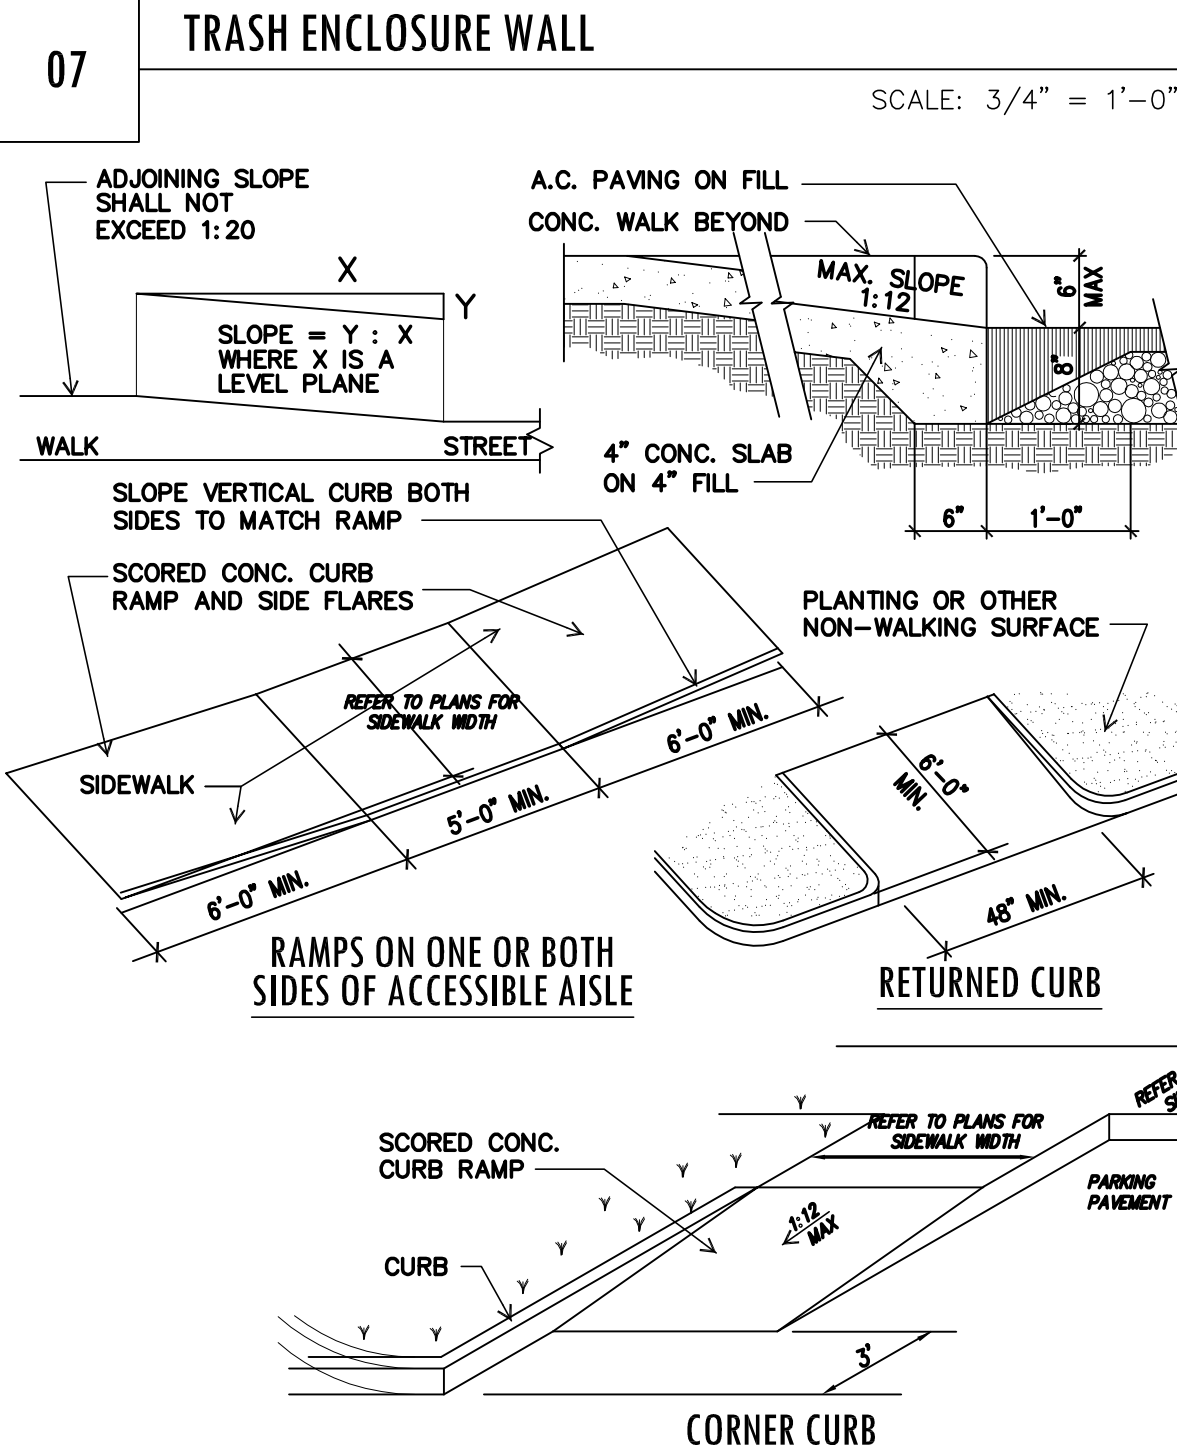 07
TRASH ENCLOSURE WALL
SCALE: 3/4" = 1'-0"
ADJOINING SLOPE
SHALL NOT
EXCEED 1:20
X
Y
SLOPE = Y : X
WHERE X IS A
LEVEL PLANE
WALK
STREET
A.C. PAVING ON FILL
CONC. WALK BEYOND
MAX. SLOPE
1:12
6"
MAX
8"
4" CONC. SLAB
ON 4" FILL
6"
1'-0"
SLOPE VERTICAL CURB BOTH
SIDES TO MATCH RAMP
SCORED CONC. CURB
RAMP AND SIDE FLARES
REFER TO PLANS FOR
SIDEWALK WIDTH
SIDEWALK
6'-0" MIN.
5'-0" MIN.
6'-0" MIN.
RAMPS ON ONE OR BOTH
SIDES OF ACCESSIBLE AISLE
PLANTING OR OTHER
NON-WALKING SURFACE
6'-0"
MIN.
48" MIN.
RETURNED CURB
SCORED CONC.
CURB RAMP
CURB
REFER TO PLANS FOR
SIDEWALK WIDTH
1:12
MAX
REFER
PARKING
PAVEMENT
3'
CORNER CURB